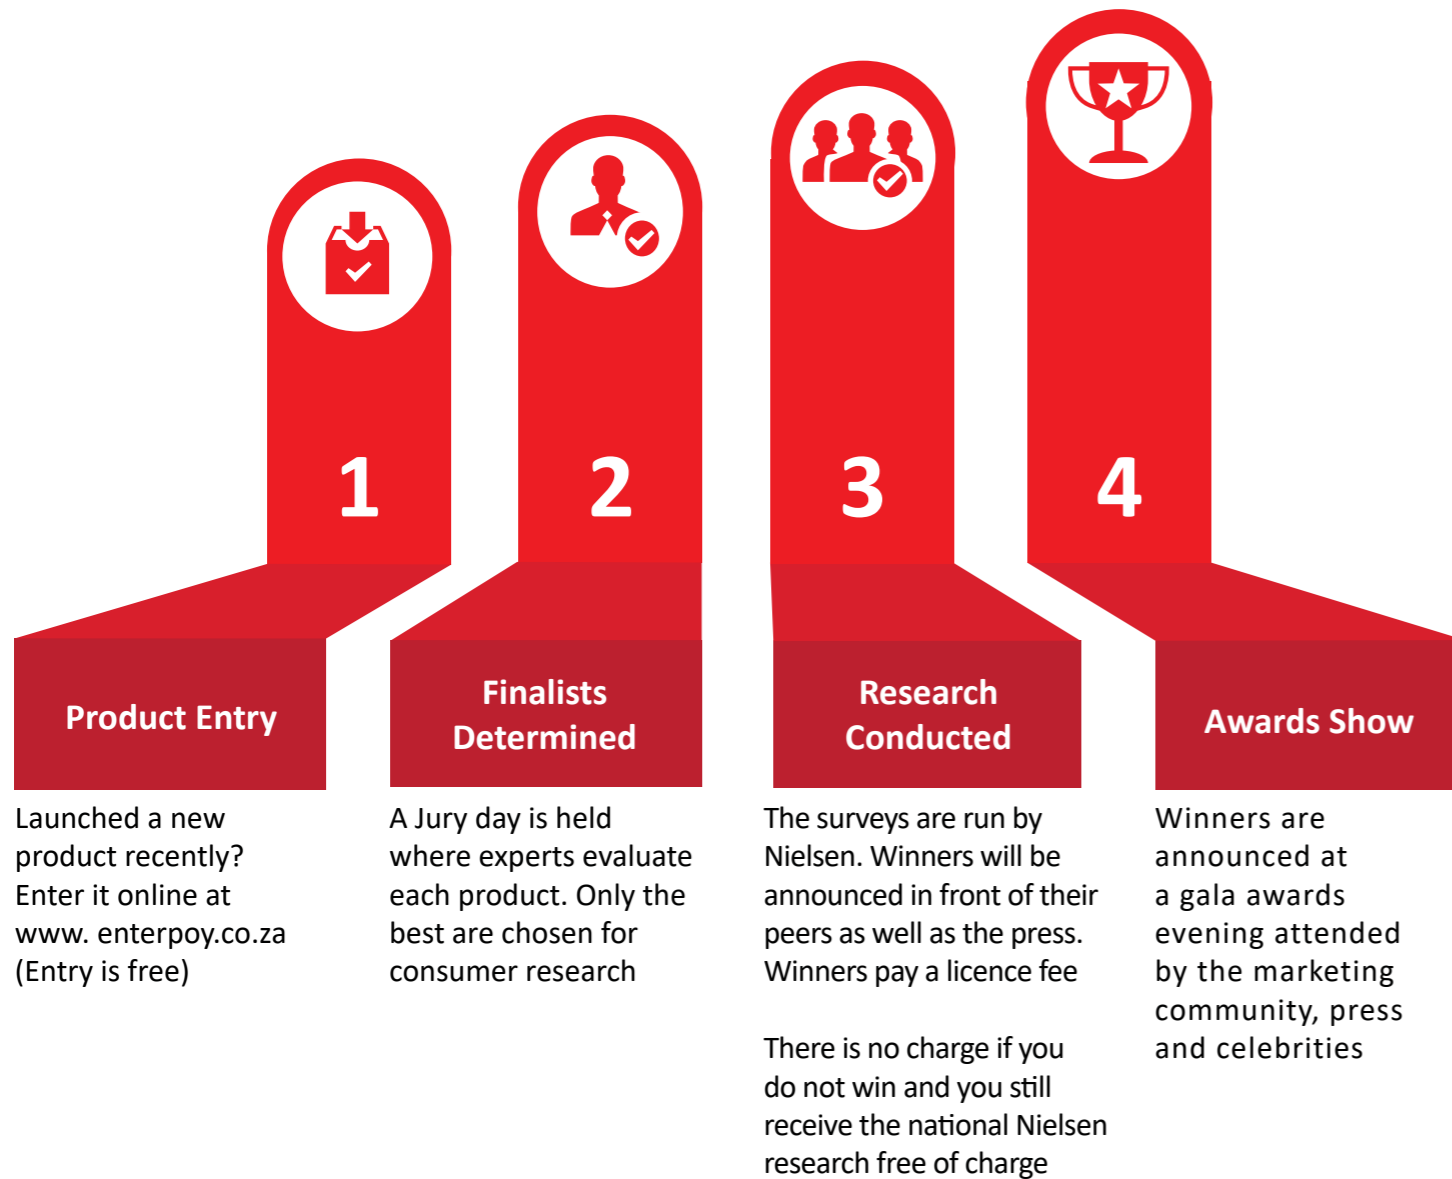 1
Product Entry
Launched a new
product recently?
Enter it online at
www. enterpoy.co.za
(Entry is free)
2
Finalists
Determined
A Jury day is held
where experts evaluate
each product. Only the
best are chosen for
consumer research
3
Research
Conducted
The surveys are run by
Nielsen. Winners will be
announced in front of their
peers as well as the press.
Winners pay a licence fee
There is no charge if you
do not win and you still
receive the national Nielsen
research free of charge
4
Awards Show
Winners are
announced at
a gala awards
evening attended
by the marketing
community, press
and celebrities